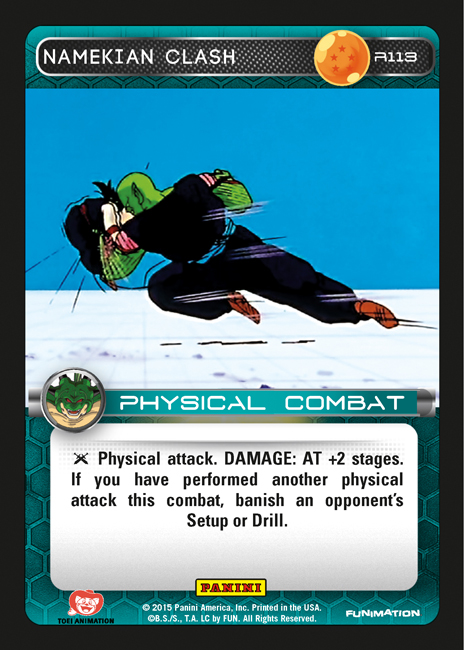 NAMEKIAN CLASH
R113
PHYSICAL COMBAT
Physical attack. DAMAGE: AT +2 stages.
If you have performed another physical
attack this combat, banish an opponent's
Setup or Drill.
PANINI
TOEI ANIMATION
© 2015 Panini America, Inc. Printed in the USA.
©B.S./S., T.A. LC by FUN. All Rights Reserved.
FUNIMATION